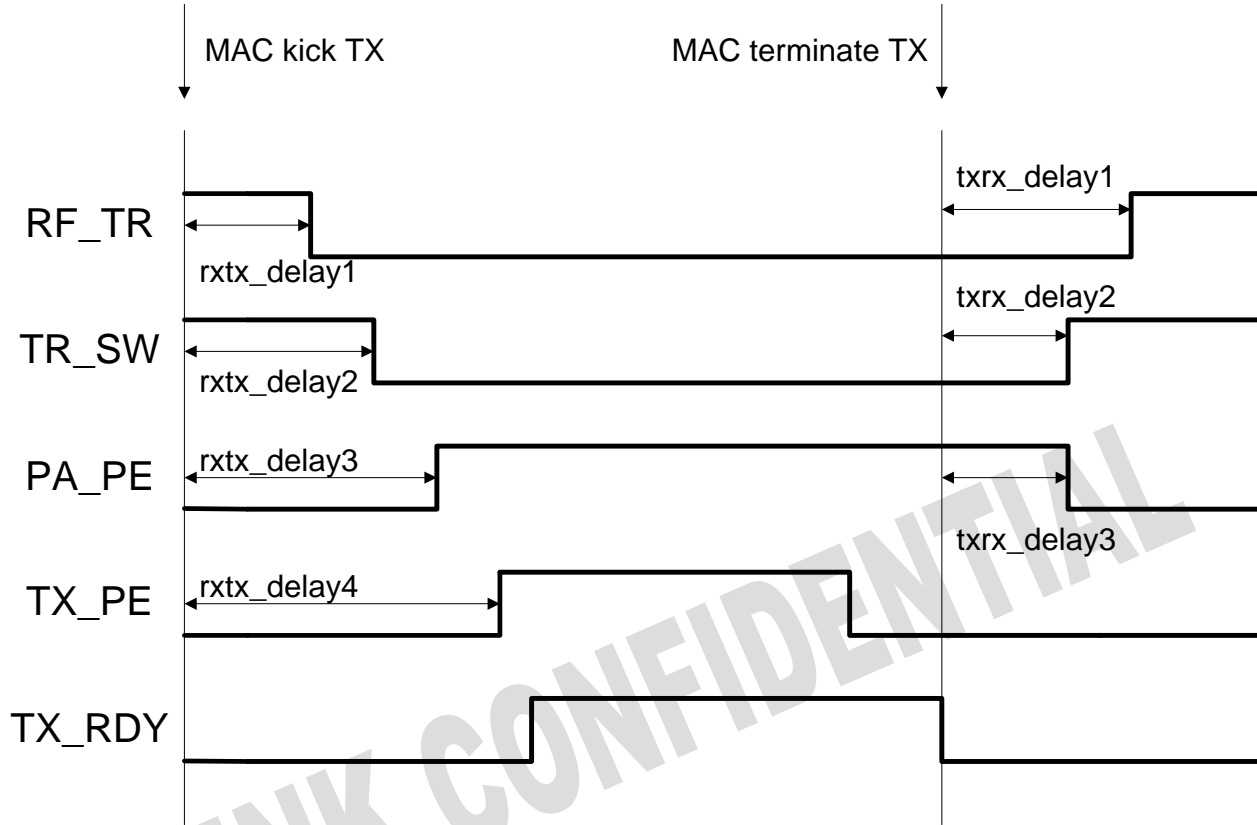 MAC kick TX
MAC terminate TX
RF_TR
rxtx_delay1
txrx_delay1
TR_SW
rxtx_delay2
txrx_delay2
PA_PE
rxtx_delay3
txrx_delay3
TX_PE
rxtx_delay4
TX_RDY
NK CONFIDENTIAL